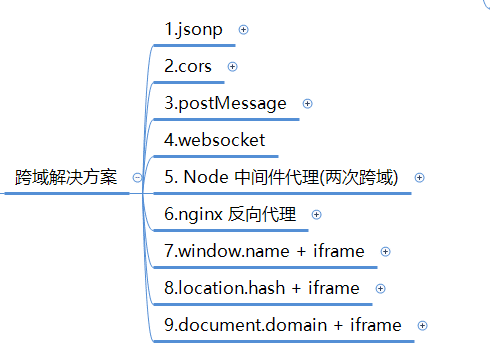 1.jsonp
2.cors
3.postMessage
4.websocket
跨域解决方案
5. Node 中间件代理(两次跨域)
6.nginx 反向代理
7.window.name + iframe
8.location.hash + iframe
9.document.domain + iframe